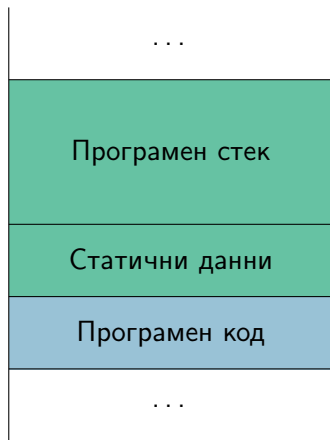 ...
Програмен стек
Статични данни
Програмен код
...